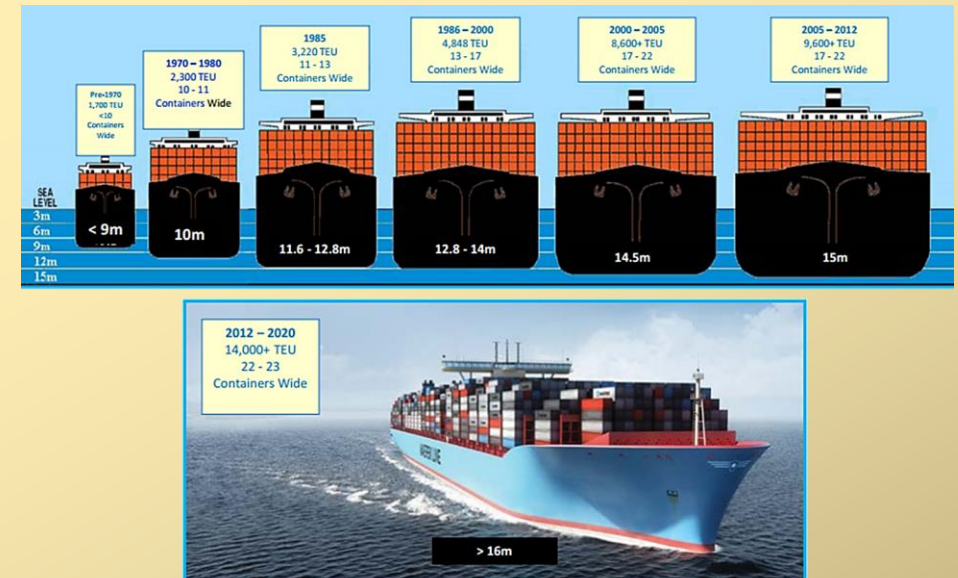 Pre-1970
1,700 TEU
<10
Containers
Wide
1970 – 1980
2,300 TEU
10 - 11
Containers Wide
1985
3,220 TEU
11 - 13
Containers Wide
1986 – 2000
4,848 TEU
13 - 17
Containers Wide
2000 – 2005
8,600+ TEU
17 - 22
Containers Wide
2005 – 2012
9,600+ TEU
17 - 22
Containers Wide
SEA
LEVEL
3m
6m
9m
12m
15m
< 9m
10m
11.6 - 12.8m
12.8 - 14m
14.5m
15m
2012 – 2020
14,000+ TEU
22 - 23
Containers Wide
MAERSK LINE
> 16m